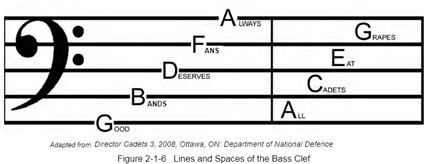 ALWAYS
GRAPES
FANS
EAT
DESERVES
CADETS
BANDS
ALL
GOOD
Adapted from Director Cadets 3, 2008, Ottawa, ON: Department of National Defence
Figure 2-1-6 Lines and Spaces of the Bass Clef